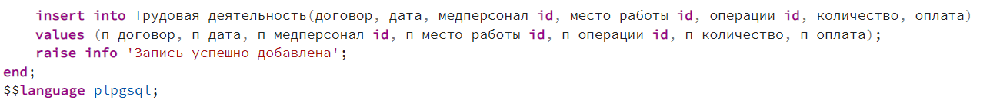 insert into Трудовая_деятельность(договор, дата, медперсонал_id, место_работы_id, операции_id, количество, оплата)
values (п_договор, п_дата, п_медперсонал_id, п_место_работы_id, п_операции_id, п_количество, п_оплата);
raise info 'Запись успешно добавлена';
end;
$$language plpgsql;